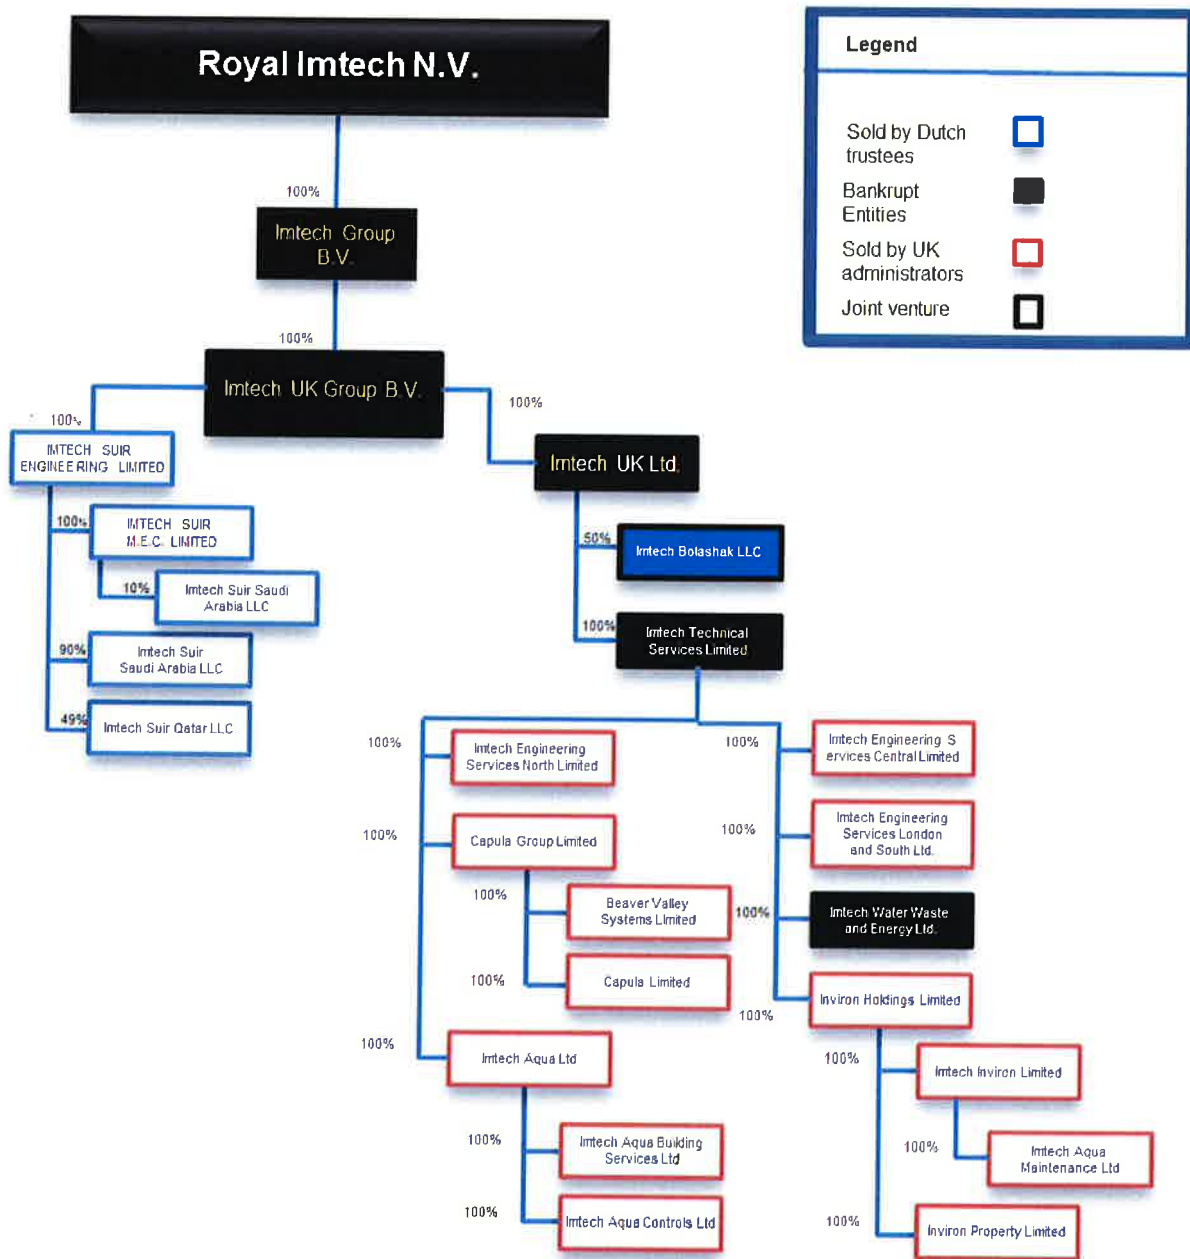 Royal Imtech N.V.
Legend
Sold by Dutch
trustees
Bankrupt
Entities
Sold by UK
administrators
Joint venture
100%
Imtech Group
B.V.
100%
Imtech UK Group B.V.
100%
100%
IMTECH SUIR
ENGINEERING LIMITED
Imtech UK Ltd.
100%
IMTECH SUIR
M.E.C. LIMITED
50%
Imtech Bolashak LLC
10%
Imtech Suir Saudi
Arabia LLC
100%
Imtech Technical
Services Limited
90%
Imtech Suir
Saudi Arabia LLC
49%
Imtech Suir Qatar LLC
100%
Imtech Engineering
Services North Limited
100%
Imtech Engineering S
ervices Central Limited
100%
Capula Group Limited
100%
Imtech Engineering
Services London
and South Ltd.
100%
Beaver Valley
Systems Limited
100%
Imtech Water Waste
and Energy Ltd.
100%
Capula Limited
100%
Inviron Holdings Limited
100%
Imtech Aqua Ltd
100%
Imtech Inviron Limited
100%
Imtech Aqua Building
Services Ltd
100%
Imtech Aqua
Maintenance Ltd
100%
Imtech Aqua Controls Ltd
100%
Inviron Property Limited